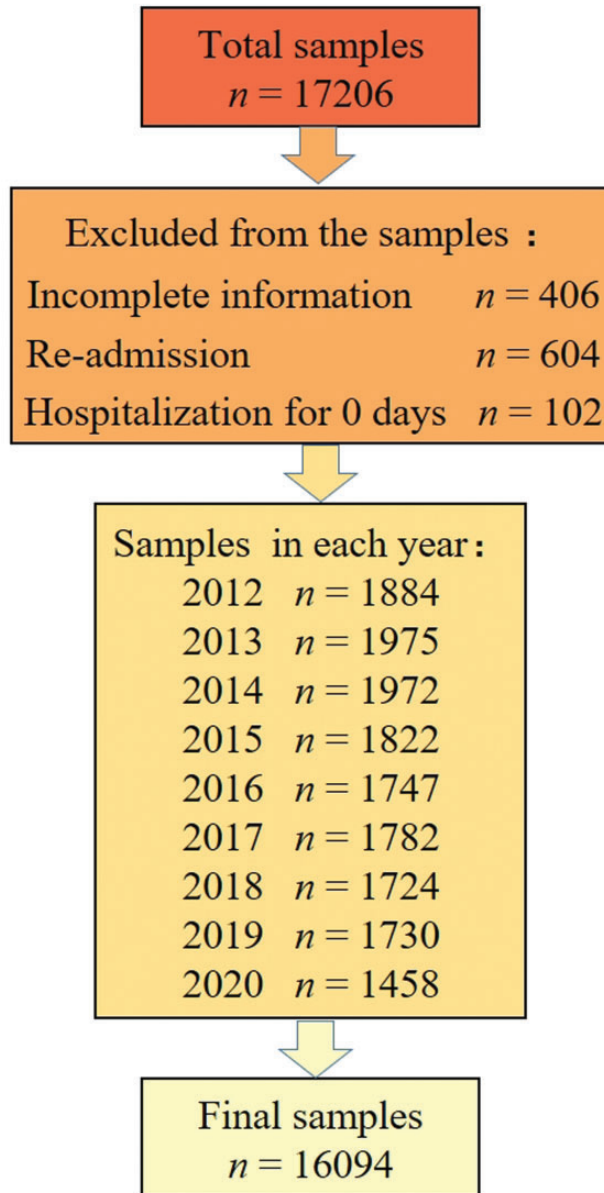 Total samples
n = 17206
Excluded from the samples :
Incomplete information n = 406
Re-admission n = 604
Hospitalization for 0 days n = 102
Samples in each year:
2012 n = 1884
2013 n = 1975
2014 n = 1972
2015 n = 1822
2016 n = 1747
2017 n = 1782
2018 n = 1724
2019 n = 1730
2020 n = 1458
Final samples
n = 16094